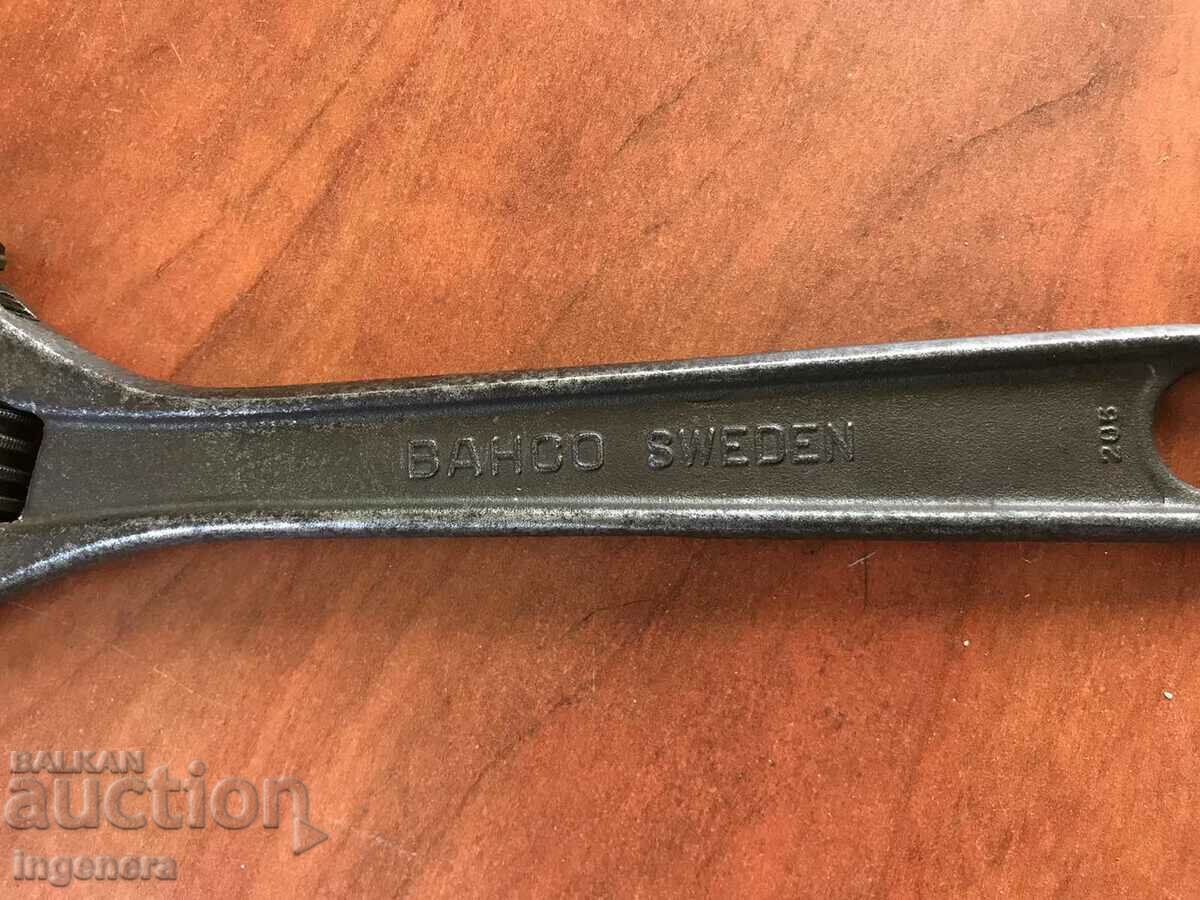 BAHCO SWEDEN
205
BALKAN
auction
ingenera